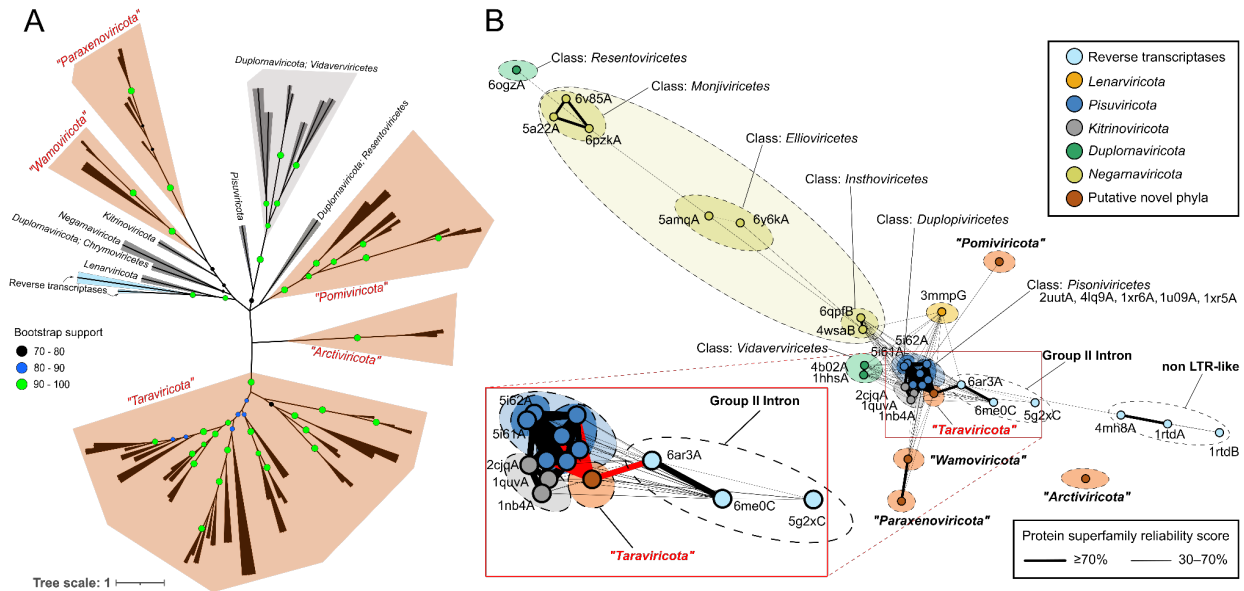 A
"Paraxenoviricota"
"Wamoviricota"
Duplornaviricota; Vidaverviricetes
Duplornaviricota; Resentoviricetes
Pisuviricota
Kitrinoviricota
Negarnaviricota
Duplornaviricota; Chrymoviricetes
Lenarviricota
Reverse transcriptases
"Pomiviricota"
"Arctiviricota"
Bootstrap support
70 - 80
80 - 90
90 - 100
"Taraviricota"
Tree scale: 1
B
Class: Resentoviricetes
6ogzA
Class: Monjiviricetes
6v85A
5a22A
6pzkA
Class: Ellioviricetes
5amqA
6y6kA
Class: Insthoviricetes
Class: Duplopiviricetes
"Pomiviricota"
Class: Pisoniviricetes
2uutA, 4lq9A, 1xr6A, 1u09A, 1xr5A
3mmpG
6qpfB
4wsaB
5i62A
5i61A
Class: Vidaverviricetes
4b02A
1hhsA
2cjqA
1quvA
1nb4A
6ar3A
6me0C
5g2xC
Group II Intron
non LTR-like
4mh8A
1rtdA
1rtdB
"Taraviricota"
"Wamoviricota"
"Paraxenoviricota"
"Arctiviricota"
5i62A
5i61A
Group II Intron
2cjqA
1quvA
1nb4A
6ar3A
6me0C
5g2xC
"Taraviricota"
Reverse transcriptases
Lenarviricota
Pisuviricota
Kitrinoviricota
Duplornaviricota
Negarnaviricota
Putative novel phyla
Protein superfamily reliability score
≥70%
30–70%